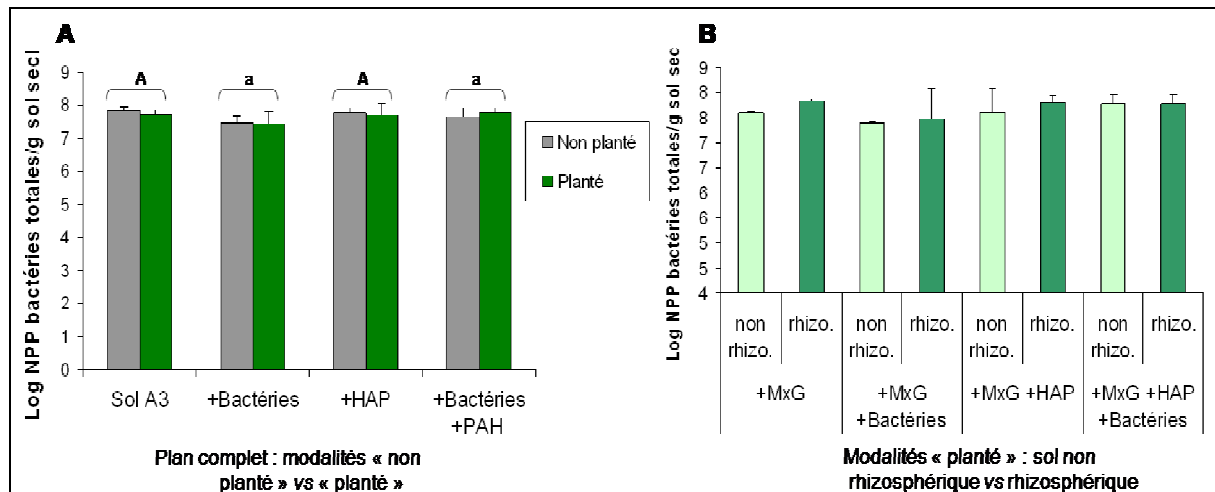 A
Log NPP bactéries totales/g sol secl
9
8
7
6
5
4
3
2
1
0
A
a
A
a
Non planté
Planté
Sol A3
+Bactéries
+HAP
+Bactéries
+PAH
Plan complet : modalités « non
planté » vs « planté »
B
Log NPP bactéries totales/g sol sec
9
8
8
7
7
6
6
5
5
4
non
rhizo.
rhizo.
non
rhizo.
rhizo.
non
rhizo.
rhizo.
non
rhizo.
rhizo.
+MxG
+MxG
+Bactéries
+MxG +HAP
+MxG +HAP
+Bactéries
Modalités « planté » : sol non
rhizosphérique vs rhizosphérique